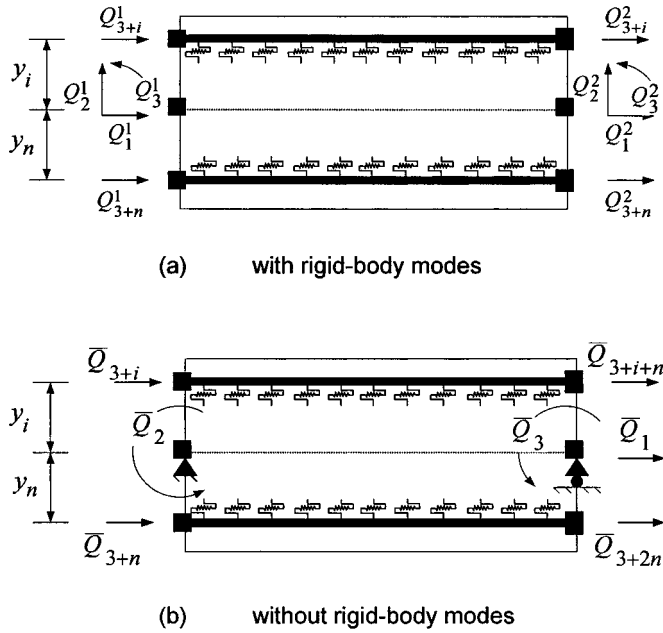 Q^1_{3+i} Q^2_{3+i}
y_i Q^1_2 Q^1_3 Q^2_2 Q^2_3
Q^1_1 Q^2_1
y_n
Q^1_{3+n} Q^2_{3+n}
(a) with rigid-body modes
Q̅_{3+i} Q̅_{3+i+n}
y_i Q̅_2 Q̅_3 Q̅_1
y_n
Q̅_{3+n} Q̅_{3+2n}
(b) without rigid-body modes